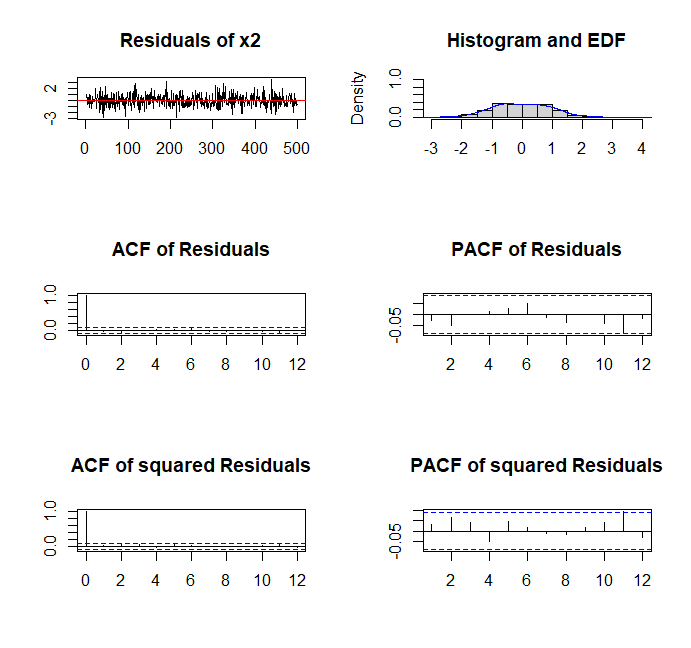 Residuals of x2
2
-3
0 100 200 300 400 500
Histogram and EDF
Density
1.0
0.0
-3 -2 -1 0 1 2 3 4
ACF of Residuals
1.0
0.0
0 2 4 6 8 10 12
PACF of Residuals
-0.05
2 4 6 8 10 12
ACF of squared Residuals
1.0
0.0
0 2 4 6 8 10 12
PACF of squared Residuals
-0.05
2 4 6 8 10 12